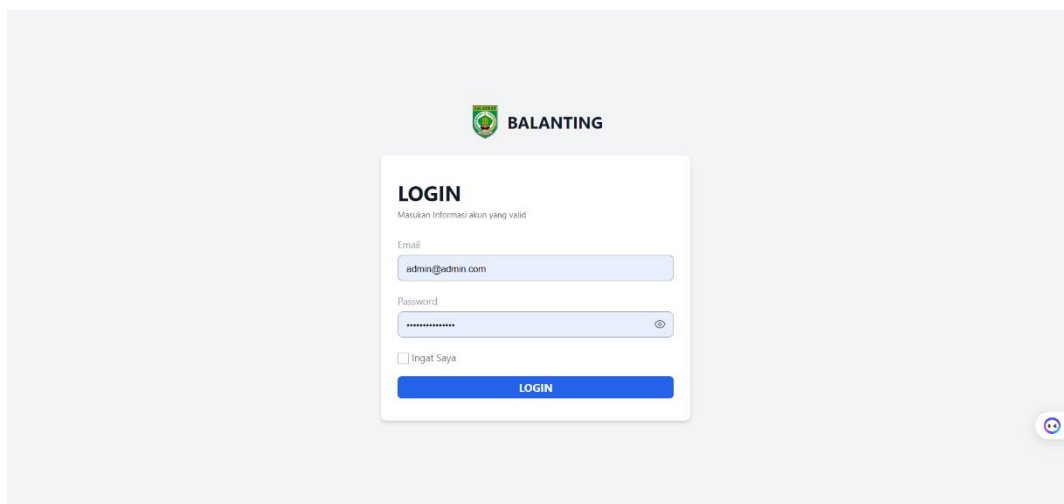 BALANTING
LOGIN
Masukan Informasi akun yang valid
Email
admin@admin.com
Password
•••••••••••••••
Ingat Saya
LOGIN